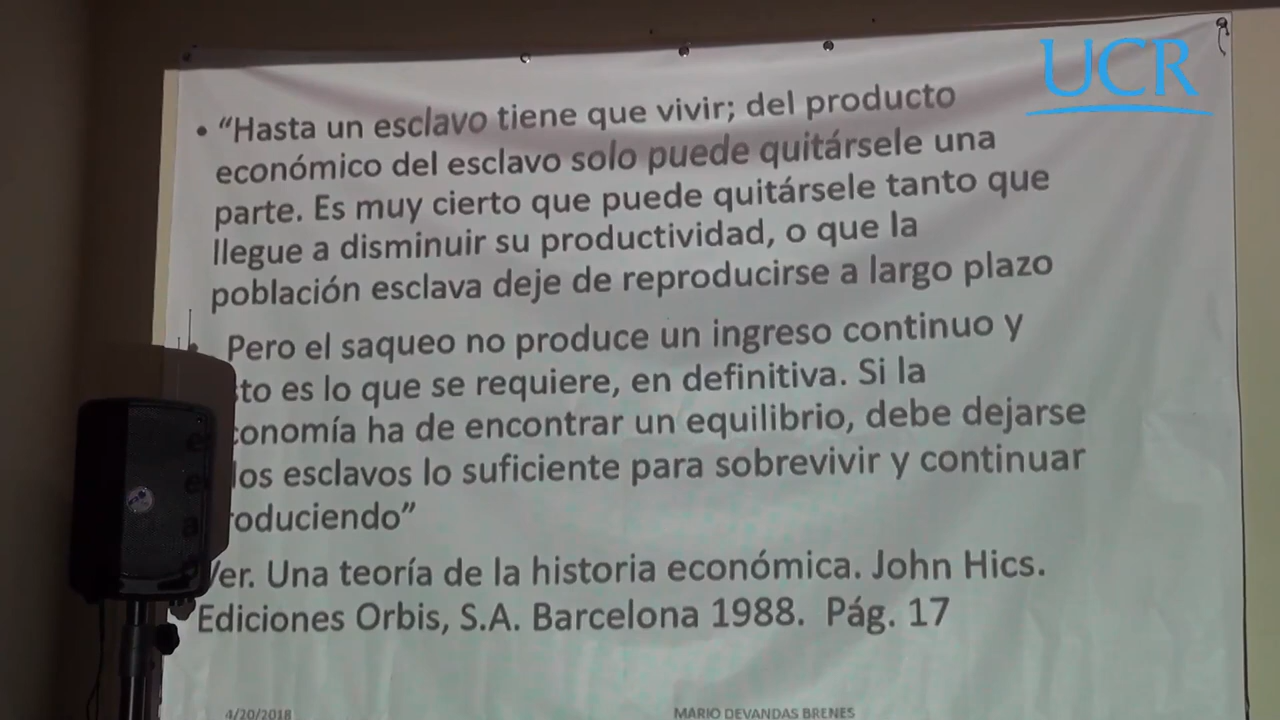 UCR
• “Hasta un esclavo tiene que vivir; del producto
económico del esclavo solo puede quitársele una
parte. Es muy cierto que puede quitársele tanto que
llegue a disminuir su productividad, o que la
población esclava deje de reproducirse a largo plazo
Pero el saqueo no produce un ingreso continuo y
esto es lo que se requiere, en definitiva. Si la
economía ha de encontrar un equilibrio, debe dejarse
a los esclavos lo suficiente para sobrevivir y continuar
produciendo”
Ver. Una teoría de la historia económica. John Hics.
Ediciones Orbis, S.A. Barcelona 1988. Pág. 17
4/20/2018
MARIO DEVANDAS BRENES